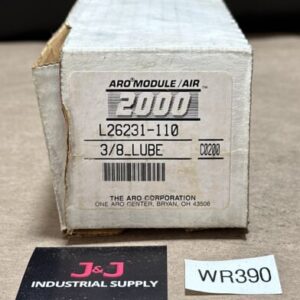 ARO® MODULE/AIR
2000™
L26231-110
3/8_LUBE C0200
THE ARO CORPORATION
ONE ARO CENTER, BRYAN, OH 43506
J&J
INDUSTRIAL SUPPLY
WR390